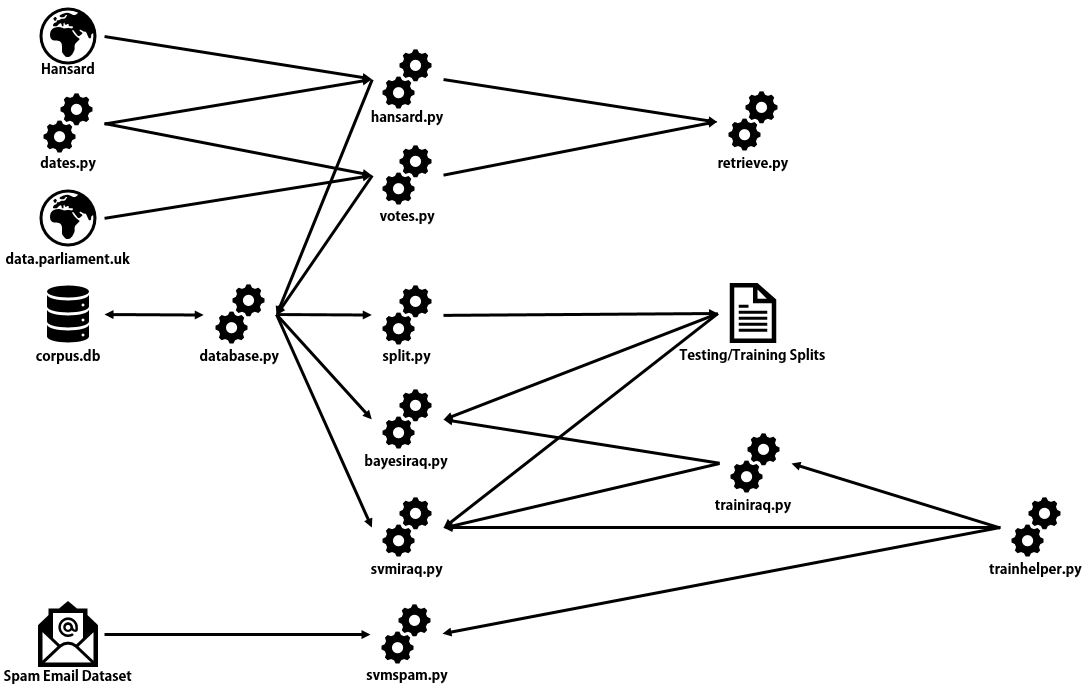 Hansard
hansard.py
dates.py
retrieve.py
votes.py
data.parliament.uk
corpus.db
database.py
split.py
Testing/Training Splits
bayesiraq.py
trainiraq.py
svmiraq.py
trainhelper.py
@
Spam Email Dataset
svmspam.py